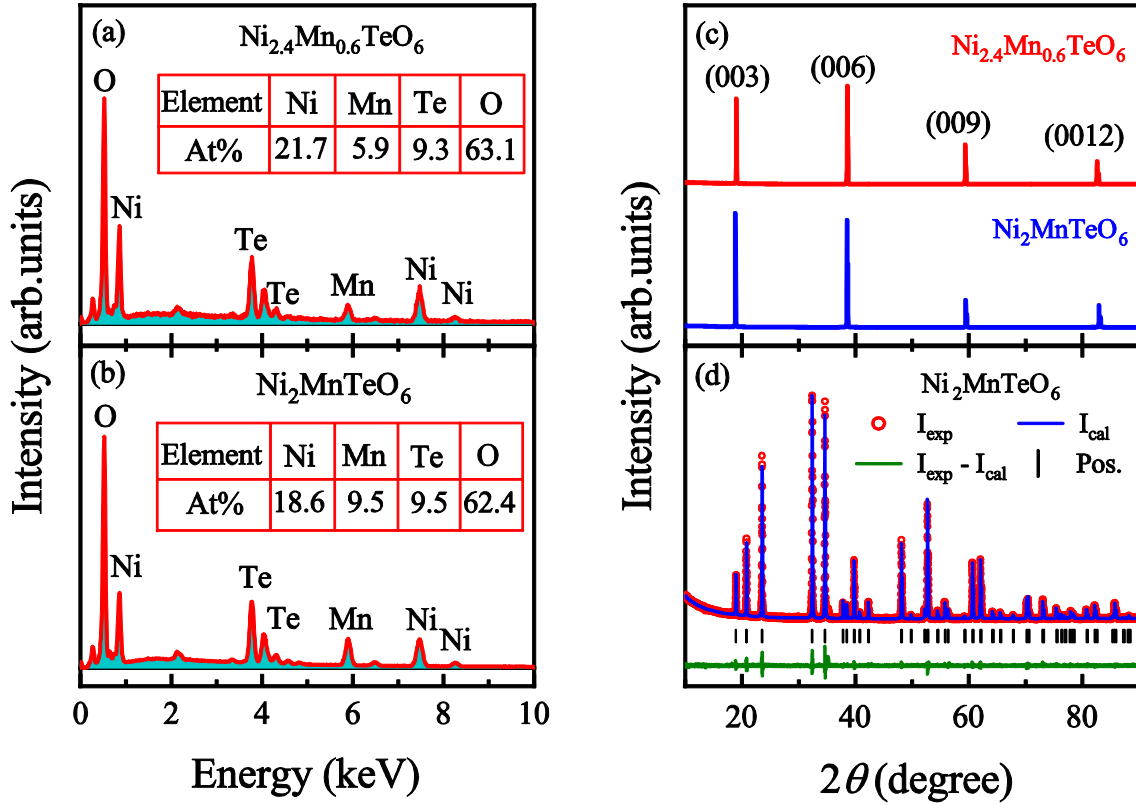 (a)
Ni2.4Mn0.6TeO6
O
Element Ni Mn Te O
At% 21.7 5.9 9.3 63.1
Ni
Te
Te
Mn
Ni
Ni
(b)
Ni2MnTeO6
O
Element Ni Mn Te O
At% 18.6 9.5 9.5 62.4
Ni
Te
Te
Mn
Ni
Ni
0 2 4 6 8 10
Energy (keV)
Intensity (arb.units)
(c)
Ni2.4Mn0.6TeO6
(003)
(006)
(009)
(0012)
Ni2MnTeO6
(d)
Ni2MnTeO6
Iexp
Ical
Iexp - Ical
Pos.
20 40 60 80
2θ (degree)
Intensity (arb.units)